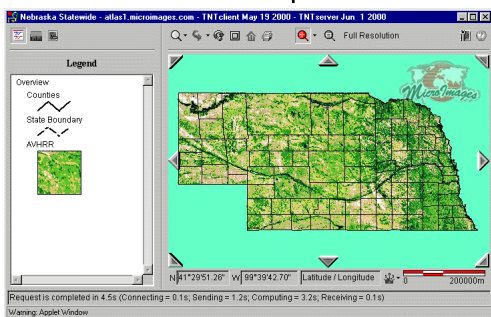 Nebraska Statewide - atlas1.microimages.com - TNTclient May 19 2000 - TNTserver Jun 1 2000
Full Resolution
Legend
Overview
Counties
State Boundary
AVHRR
MicroImages
N 41°29'51.26" W 99°39'42.70" Latitude / Longitude 0 200000m
Request is completed in 4.5s (Connecting = 0.1s; Sending = 1.2s; Computing = 3.2s; Receiving = 0.1s)
Warning: Applet Window